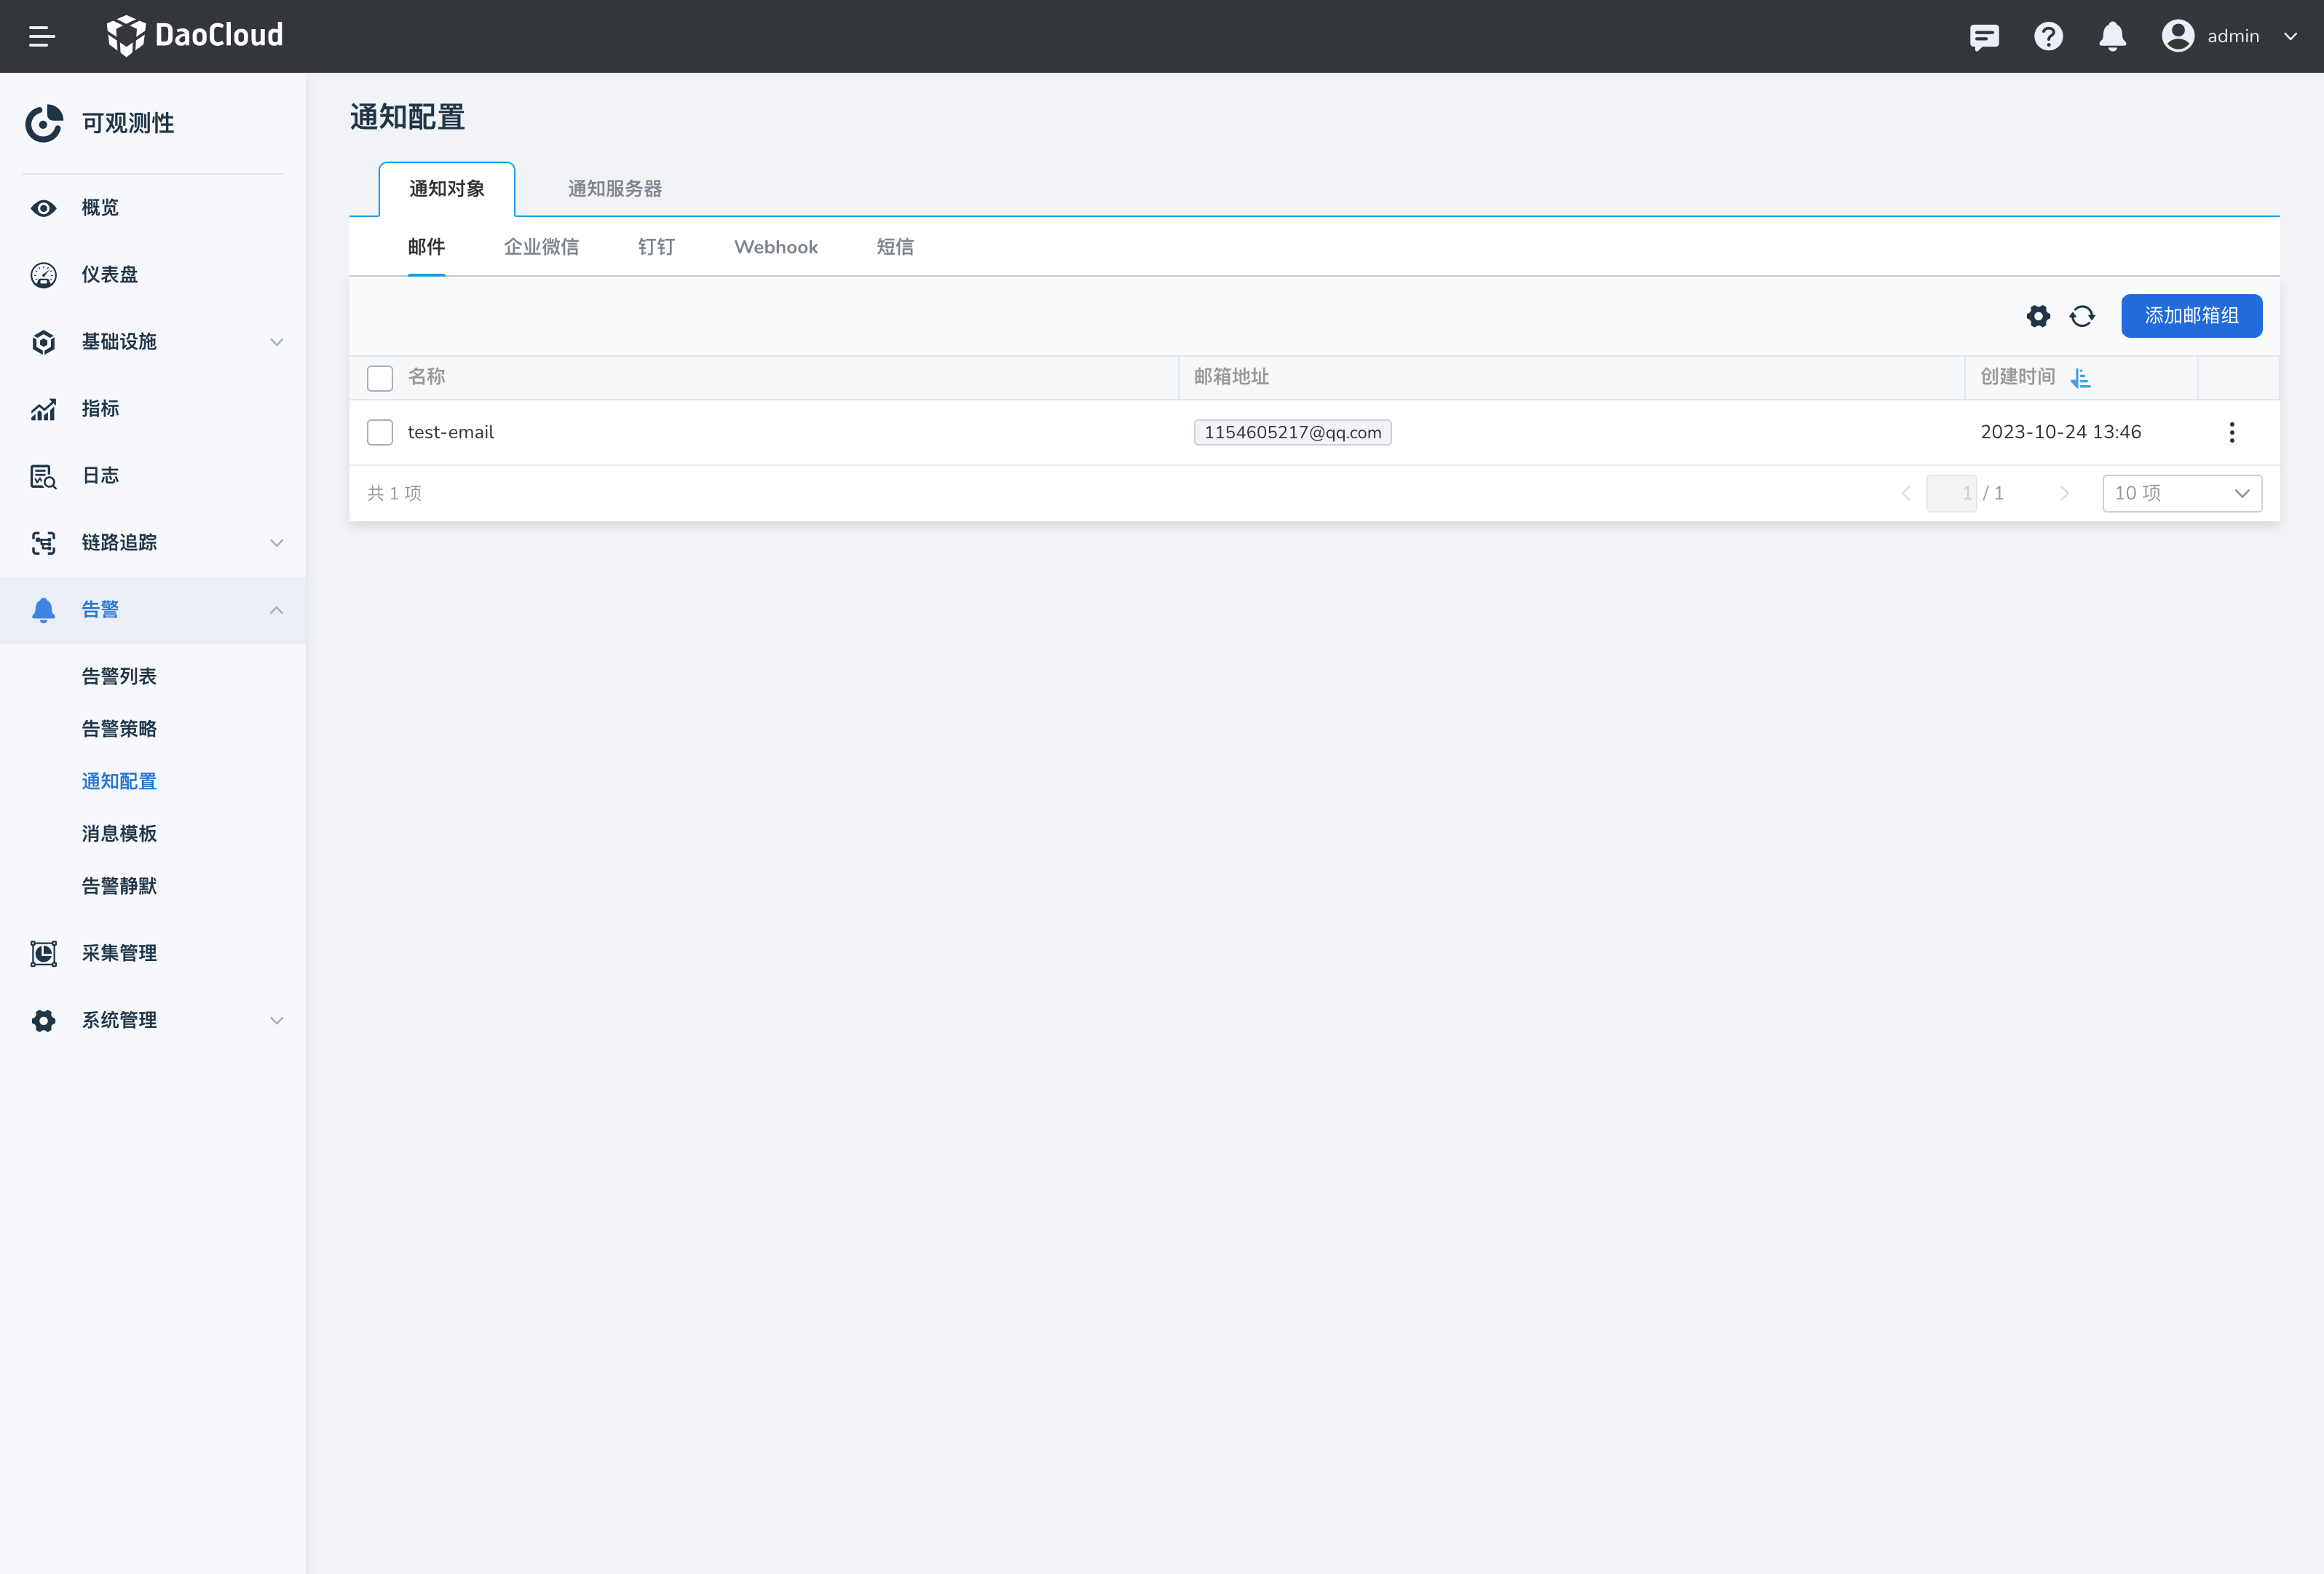 DaoCloud
admin
可观测性
概览
仪表盘
基础设施
指标
日志
链路追踪
告警
告警列表
告警策略
通知配置
消息模板
告警静默
采集管理
系统管理
通知配置
通知对象 通知服务器
邮件 企业微信 钉钉 Webhook 短信
添加邮箱组
名称 邮箱地址 创建时间
test-email 1154605217@qq.com 2023-10-24 13:46
共 1 项 1 / 1 10 项